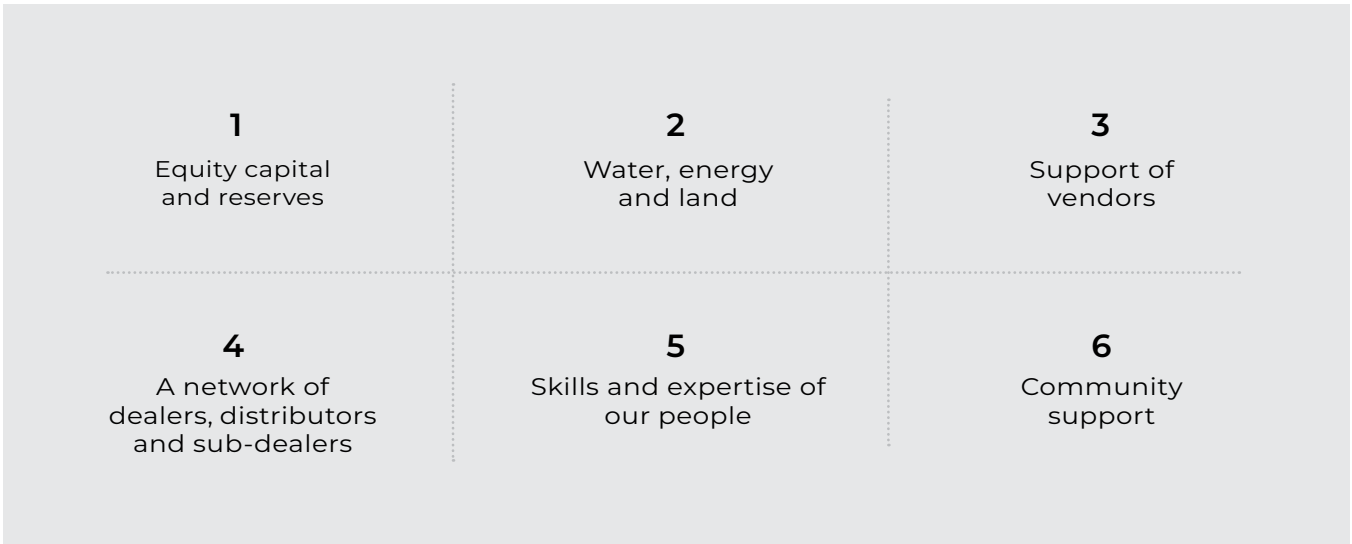 1
Equity capital
and reserves
2
Water, energy
and land
3
Support of
vendors
4
A network of
dealers, distributors
and sub-dealers
5
Skills and expertise of
our people
6
Community
support